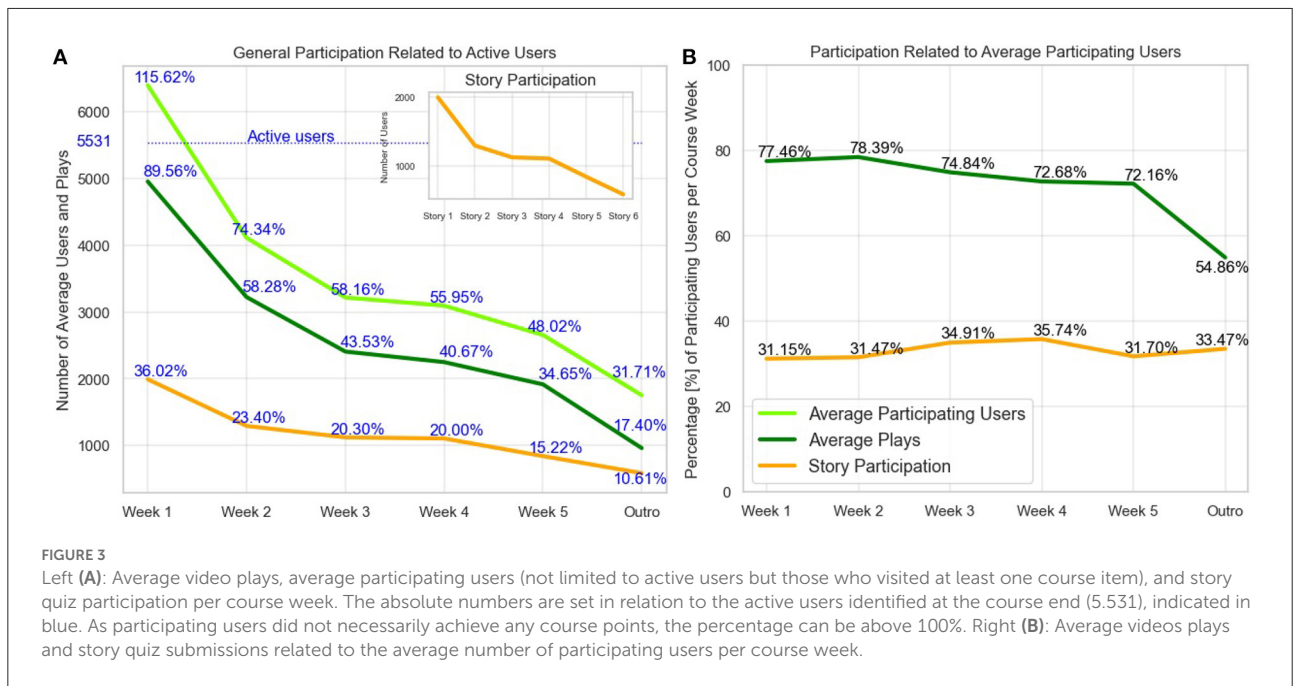 A
General Participation Related to Active Users
Number of Average Users and Plays
6000
5531
5000
4000
3000
2000
1000
Active users
115.62%
89.56%
74.34%
58.28%
58.16%
43.53%
55.95%
40.67%
48.02%
34.65%
31.71%
17.40%
36.02%
23.40%
20.30%
20.00%
15.22%
10.61%
Week 1
Week 2
Week 3
Week 4
Week 5
Outro
Story Participation
Number of Users
2000
1000
Story 1
Story 2
Story 3
Story 4
Story 5
Story 6
B
Participation Related to Average Participating Users
Percentage [%] of Participating Users per Course Week
100
80
60
40
20
0
77.46%
78.39%
74.84%
72.68%
72.16%
54.86%
31.15%
31.47%
34.91%
35.74%
31.70%
33.47%
Average Participating Users
Average Plays
Story Participation
Week 1
Week 2
Week 3
Week 4
Week 5
Outro
FIGURE 3
Left (A): Average video plays, average participating users (not limited to active users but those who visited at least one course item), and story
quiz participation per course week. The absolute numbers are set in relation to the active users identified at the course end (5.531), indicated in
blue. As participating users did not necessarily achieve any course points, the percentage can be above 100%. Right (B): Average videos plays
and story quiz submissions related to the average number of participating users per course week.